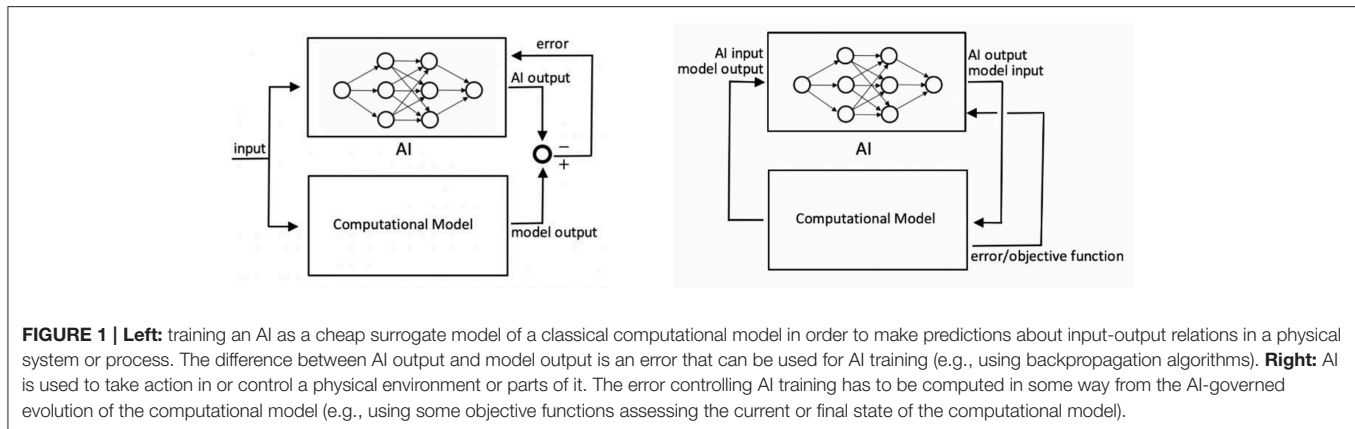 error
AI output
AI
input
−
+
Computational Model
model output
AI input
model output
AI output
model input
AI
Computational Model
error/objective function
FIGURE 1 | Left: training an AI as a cheap surrogate model of a classical computational model in order to make predictions about input-output relations in a physical
system or process. The difference between AI output and model output is an error that can be used for AI training (e.g., using backpropagation algorithms). Right: AI
is used to take action in or control a physical environment or parts of it. The error controlling AI training has to be computed in some way from the AI-governed
evolution of the computational model (e.g., using some objective functions assessing the current or final state of the computational model).